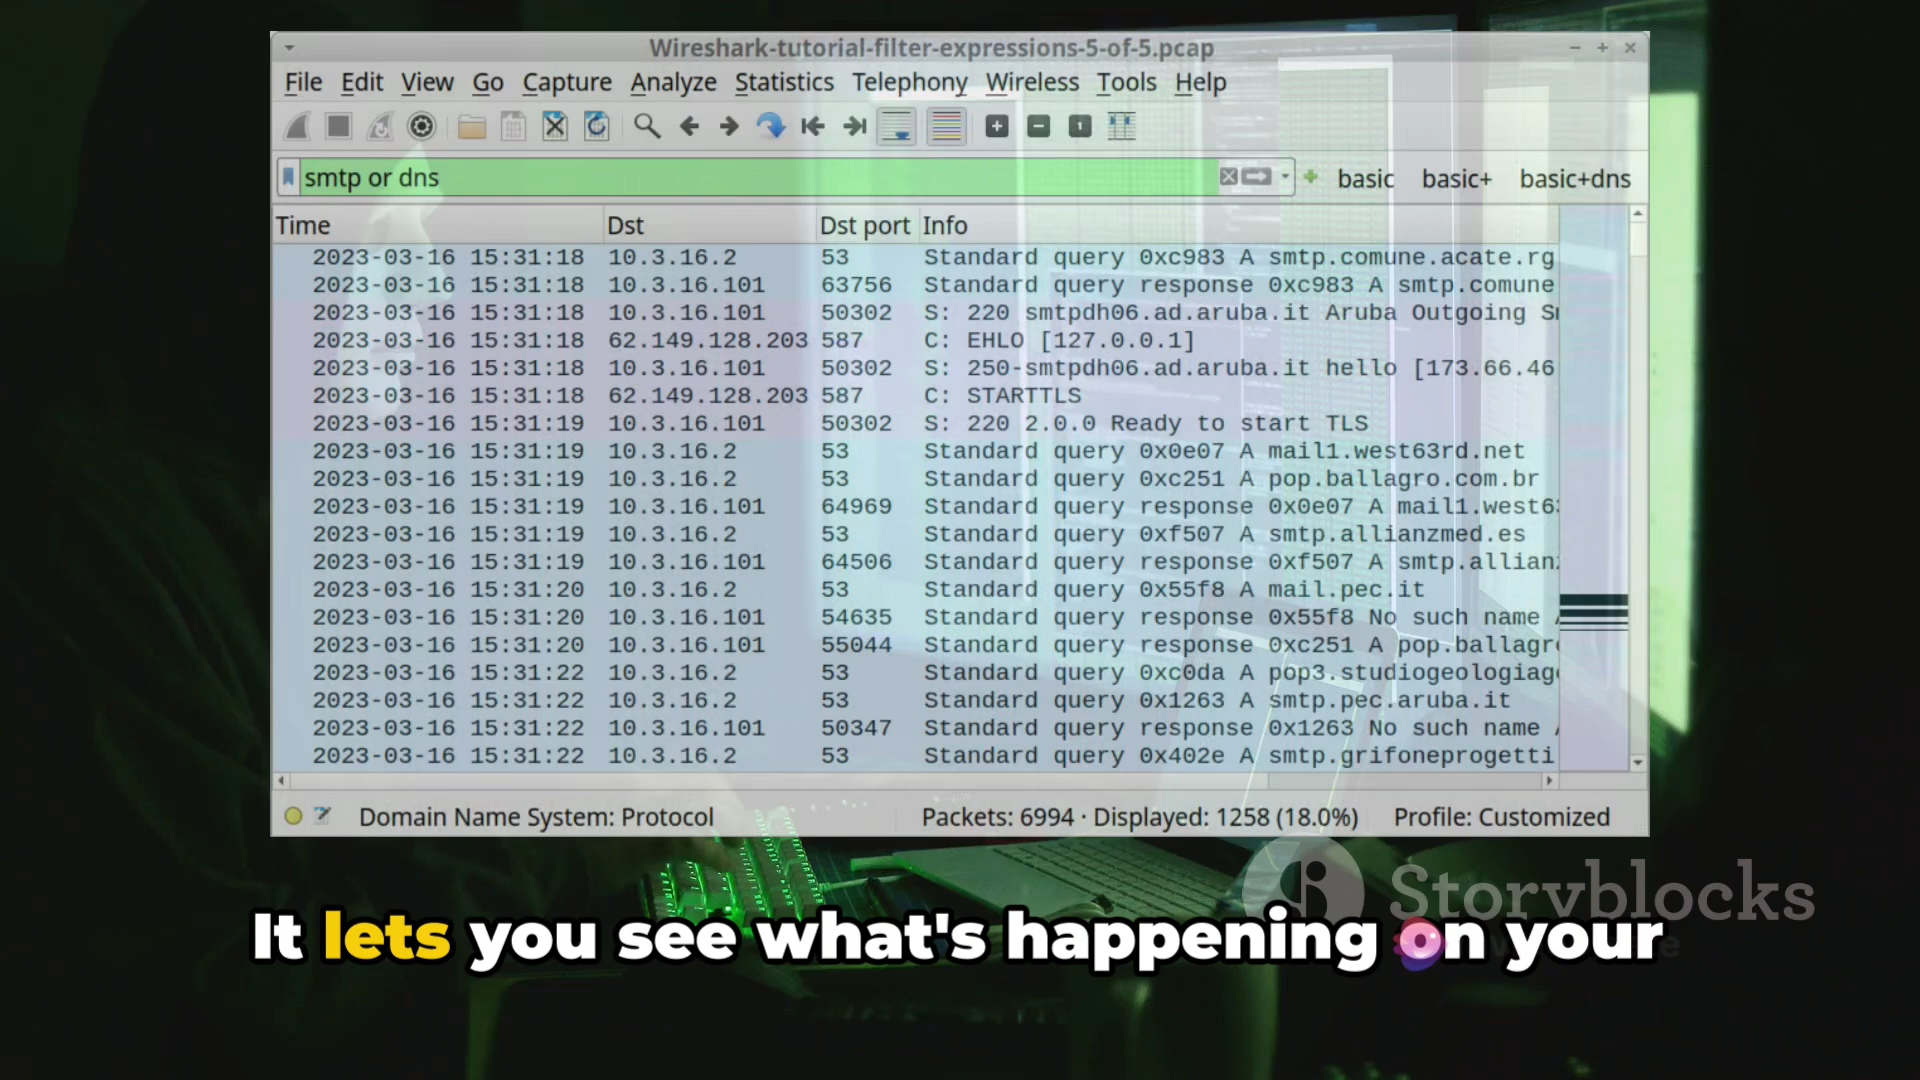 Wireshark-tutorial-filter-expressions-5-of-5.pcap
File Edit View Go Capture Analyze Statistics Telephony Wireless Tools Help
smtp or dns
basic basic+ basic+dns
Time Dst Dst port Info
2023-03-16 15:31:18 10.3.16.2 53 Standard query 0xc983 A smtp.comune.acate.rg
2023-03-16 15:31:18 10.3.16.101 63756 Standard query response 0xc983 A smtp.comune
2023-03-16 15:31:18 10.3.16.101 50302 S: 220 smtpdh06.ad.aruba.it Aruba Outgoing
2023-03-16 15:31:18 62.149.128.203 587 C: EHLO [127.0.0.1]
2023-03-16 15:31:18 10.3.16.101 50302 S: 250-smtpdh06.ad.aruba.it hello [173.66.46
2023-03-16 15:31:18 62.149.128.203 587 C: STARTTLS
2023-03-16 15:31:19 10.3.16.101 50302 S: 220 2.0.0 Ready to start TLS
2023-03-16 15:31:19 10.3.16.2 53 Standard query 0x0e07 A mail1.west63rd.net
2023-03-16 15:31:19 10.3.16.2 53 Standard query 0xc251 A pop.ballagro.com.br
2023-03-16 15:31:19 10.3.16.101 64969 Standard query response 0x0e07 A mail1.west63
2023-03-16 15:31:19 10.3.16.2 53 Standard query 0xf507 A smtp.allianzmed.es
2023-03-16 15:31:19 10.3.16.101 64506 Standard query response 0xf507 A smtp.allianz
2023-03-16 15:31:20 10.3.16.2 53 Standard query 0x55f8 A mail.pec.it
2023-03-16 15:31:20 10.3.16.101 54635 Standard query response 0x55f8 No such name A
2023-03-16 15:31:20 10.3.16.101 55044 Standard query response 0xc251 A pop.ballagro
2023-03-16 15:31:22 10.3.16.2 53 Standard query 0xc0da A pop3.studiogeologiag
2023-03-16 15:31:22 10.3.16.2 53 Standard query 0x1263 A smtp.pec.aruba.it
2023-03-16 15:31:22 10.3.16.101 50347 Standard query response 0x1263 No such name A
2023-03-16 15:31:22 10.3.16.2 53 Standard query 0x402e A smtp.grifoneprogetti
Domain Name System: Protocol Packets: 6994 · Displayed: 1258 (18.0%) Profile: Customized
Storyblocks
It lets you see what's happening on your